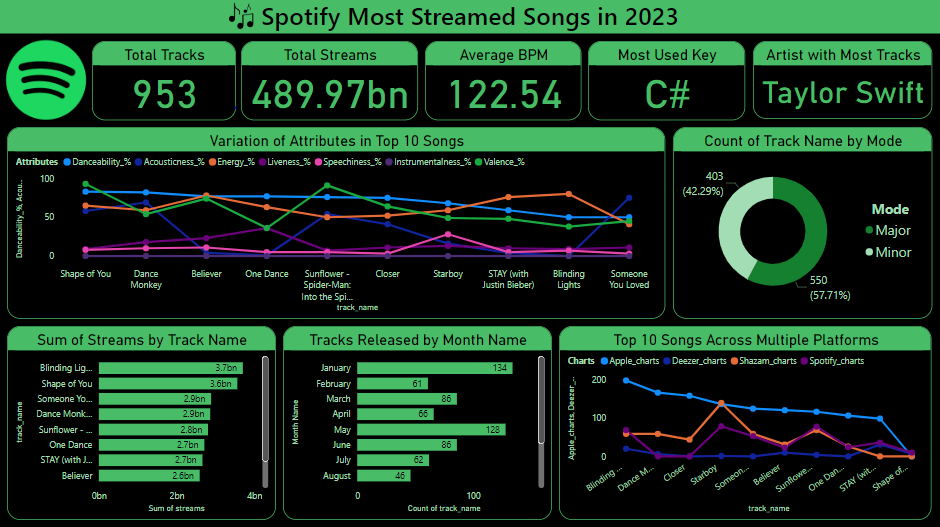 Spotify Most Streamed Songs in 2023
Total Tracks
953
Total Streams
489.97bn
Average BPM
122.54
Most Used Key
C#
Artist with Most Tracks
Taylor Swift
Variation of Attributes in Top 10 Songs
Attributes Danceability_% Acousticness_% Energy_% Liveness_% Speechiness_% Instrumentalness_% Valence_%
Danceability_%, Acou...
100
50
0
Shape of You
Dance
Monkey
Believer
One Dance
Sunflower -
Spider-Man:
Into the Spi...
Closer
Starboy
STAY (with
Justin Bieber)
Blinding
Lights
Someone
You Loved
track_name
Count of Track Name by Mode
403
(42.29%)
550
(57.71%)
Mode
Major
Minor
Sum of Streams by Track Name
track_name
Blinding Lig... 3.7bn
Shape of You 3.6bn
Someone Yo... 2.9bn
Dance Monk... 2.9bn
Sunflower - ... 2.8bn
One Dance 2.7bn
STAY (with J... 2.7bn
Believer 2.6bn
0bn 2bn 4bn
Sum of streams
Tracks Released by Month Name
Month Name
January 134
February 61
March 86
April 66
May 128
June 86
July 62
August 46
0 100
Count of track_name
Top 10 Songs Across Multiple Platforms
Charts Apple_charts Deezer_charts Shazam_charts Spotify_charts
Apple_charts, Deezer_...
200
100
0
Blinding ...
Dance M...
Closer
Starboy
Someon...
Believer
Sunflowe...
One Dan...
STAY (wit...
Shape of...
track_name